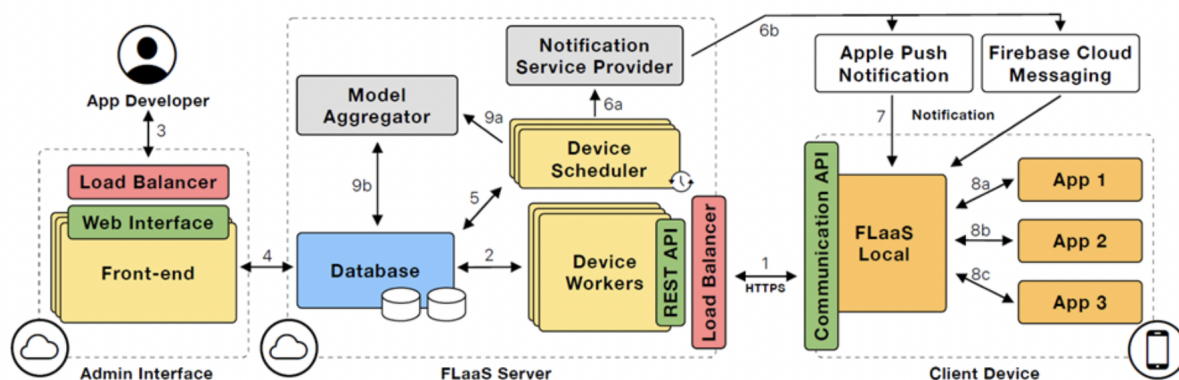 App Developer
3
Load Balancer
Web Interface
Front-end
Admin Interface
4
Notification
Service Provider
6a
6b
Model
Aggregator
9a
9b
Device
Scheduler
5
Database
2
Device
Workers
REST API
Load Balancer
FLaaS Server
1
HTTPS
Apple Push
Notification
Firebase Cloud
Messaging
7
Notification
Communication API
FLaaS
Local
8a
App 1
8b
App 2
8c
App 3
Client Device